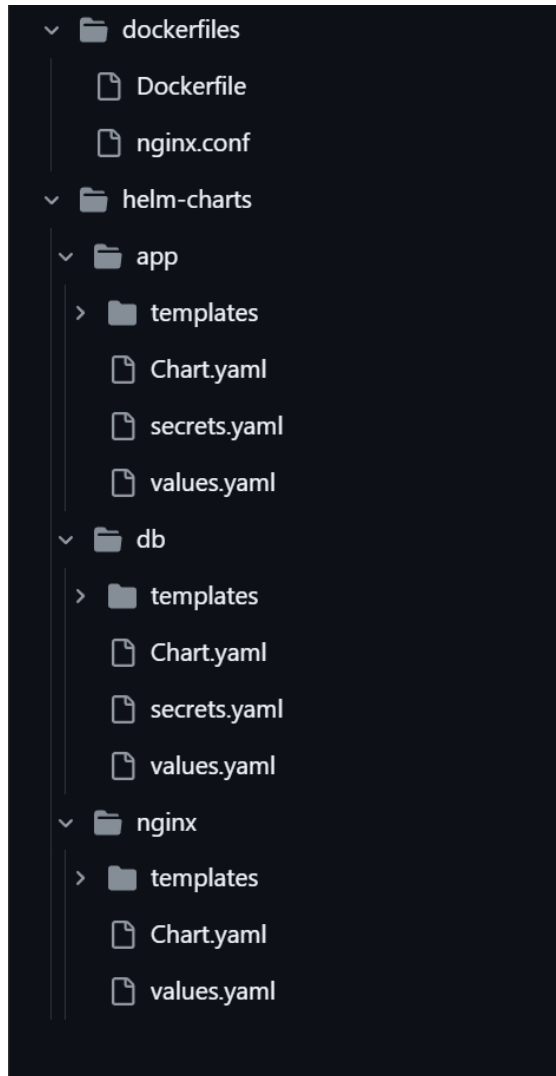 dockerfiles
Dockerfile
nginx.conf
helm-charts
app
templates
Chart.yaml
secrets.yaml
values.yaml
db
templates
Chart.yaml
secrets.yaml
values.yaml
nginx
templates
Chart.yaml
values.yaml